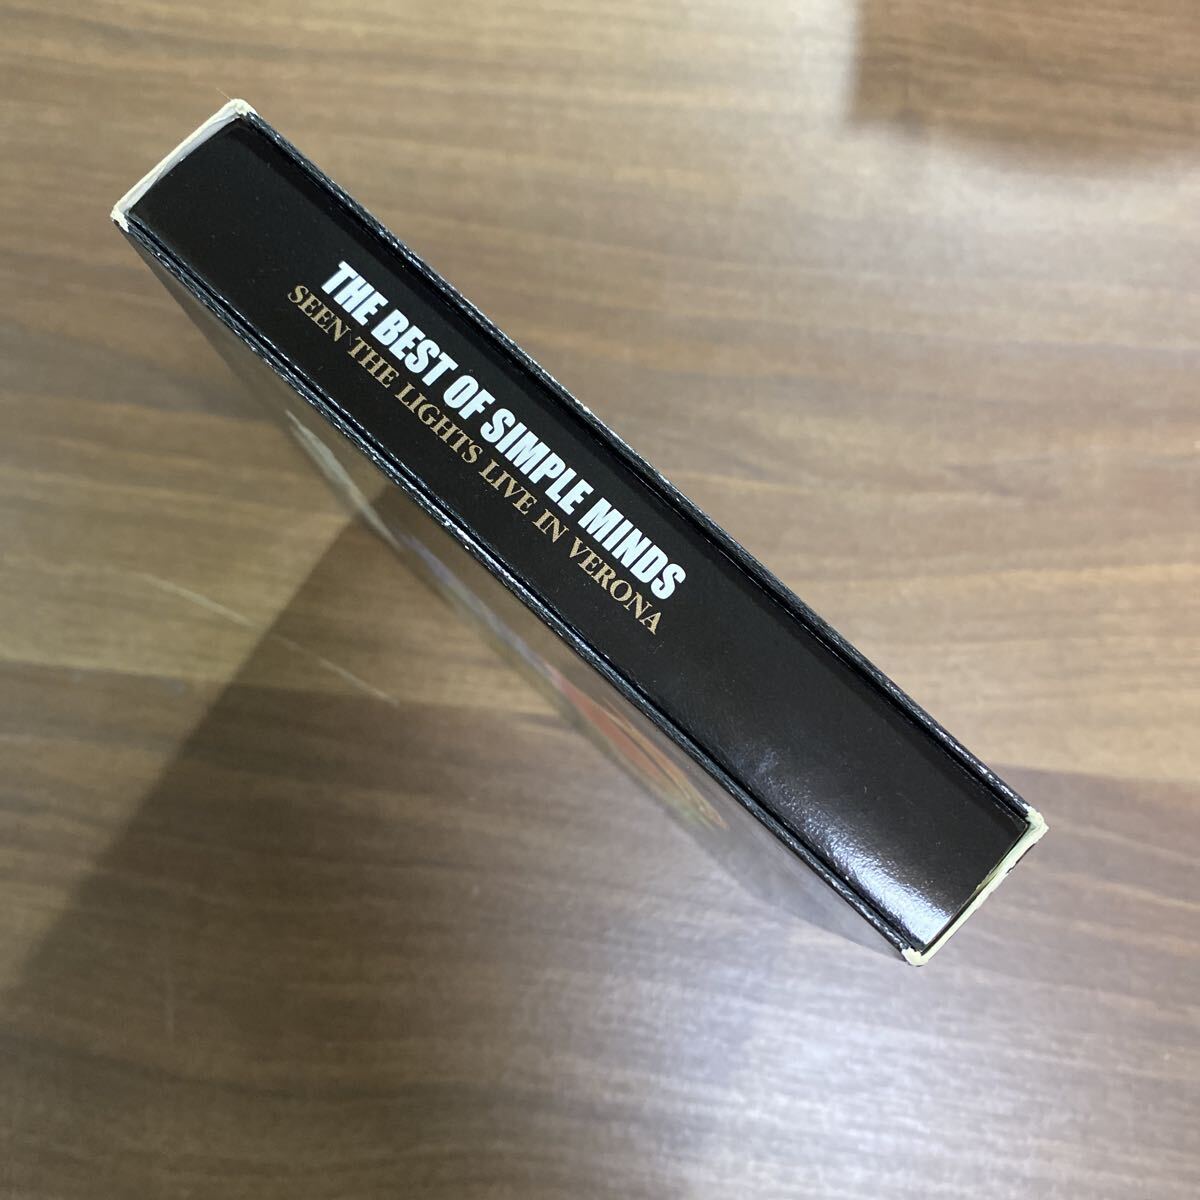 THE BEST OF SIMPLE MINDS
SEEN THE LIGHTS LIVE IN VERONA